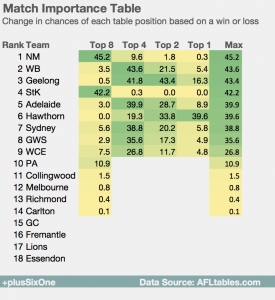 Match Importance Table
Change in chances of each table position based on a win or loss
Rank Team Top 8 Top 4 Top 2 Top 1 Max
1 NM 45.2 9.6 1.8 0.3 45.2
2 WB 3.5 43.6 21.5 5.4 43.6
3 Geelong 0.5 41.8 43.4 16.3 43.4
4 StK 42.2 0.3 0.0 0.0 42.2
5 Adelaide 3.0 39.9 28.7 8.9 39.9
6 Hawthorn 0.0 19.3 33.8 39.6 39.6
7 Sydney 5.6 38.8 20.2 5.8 38.8
8 GWS 2.9 35.6 17.3 4.9 35.6
9 WCE 7.5 26.8 11.7 4.8 26.8
10 PA 10.9 10.9
11 Collingwood 1.5 1.5
12 Melbourne 0.8 0.8
13 Richmond 0.4 0.4
14 Carlton 0.1 0.1
15 GC
16 Fremantle
17 Lions
18 Essendon
+plusSixOne Data Source: AFLtables.com